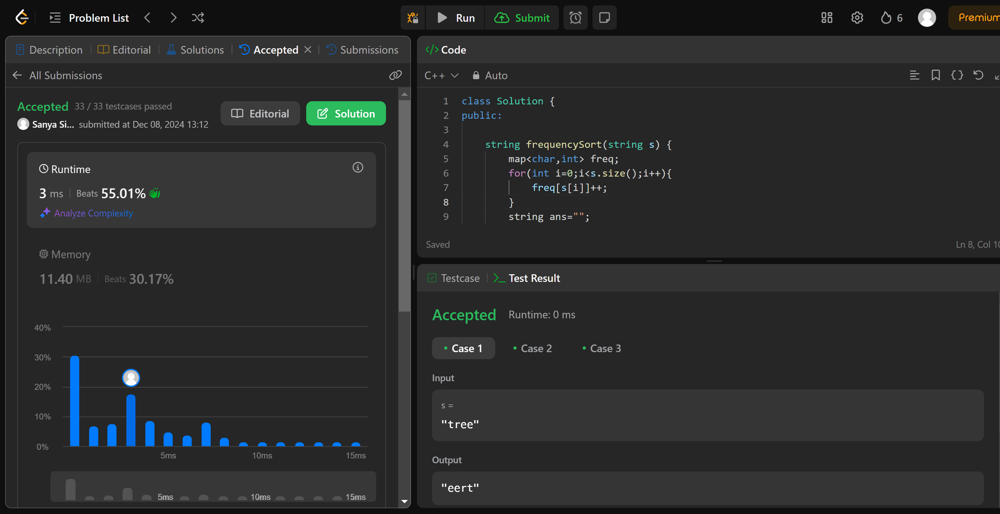 Problem List
Run
Submit
6
Premium
Description
Editorial
Solutions
Accepted
Submissions
All Submissions
Accepted 33 / 33 testcases passed
Sanya Si... submitted at Dec 08, 2024 13:12
Editorial
Solution
Runtime
3 ms Beats 55.01%
Analyze Complexity
Memory
11.40 MB Beats 30.17%
40%
30%
20%
10%
0%
5ms 10ms 15ms
5ms 10ms 15ms
</> Code
C++ Auto
1 class Solution {
2 public:
3
4 string frequencySort(string s) {
5 map<char,int> freq;
6 for(int i=0;i<s.size();i++){
7 freq[s[i]]++;
8 }
9 string ans="";
Saved
Ln 8, Col 10
Testcase
Test Result
Accepted Runtime: 0 ms
Case 1
Case 2
Case 3
Input
s =
"tree"
Output
"eert"